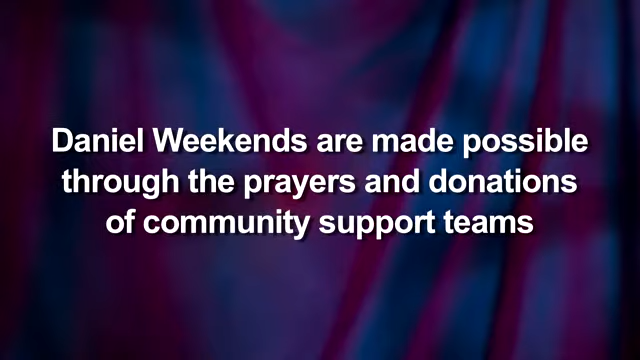 Daniel Weekends are made possible
through the prayers and donations
of community support teams